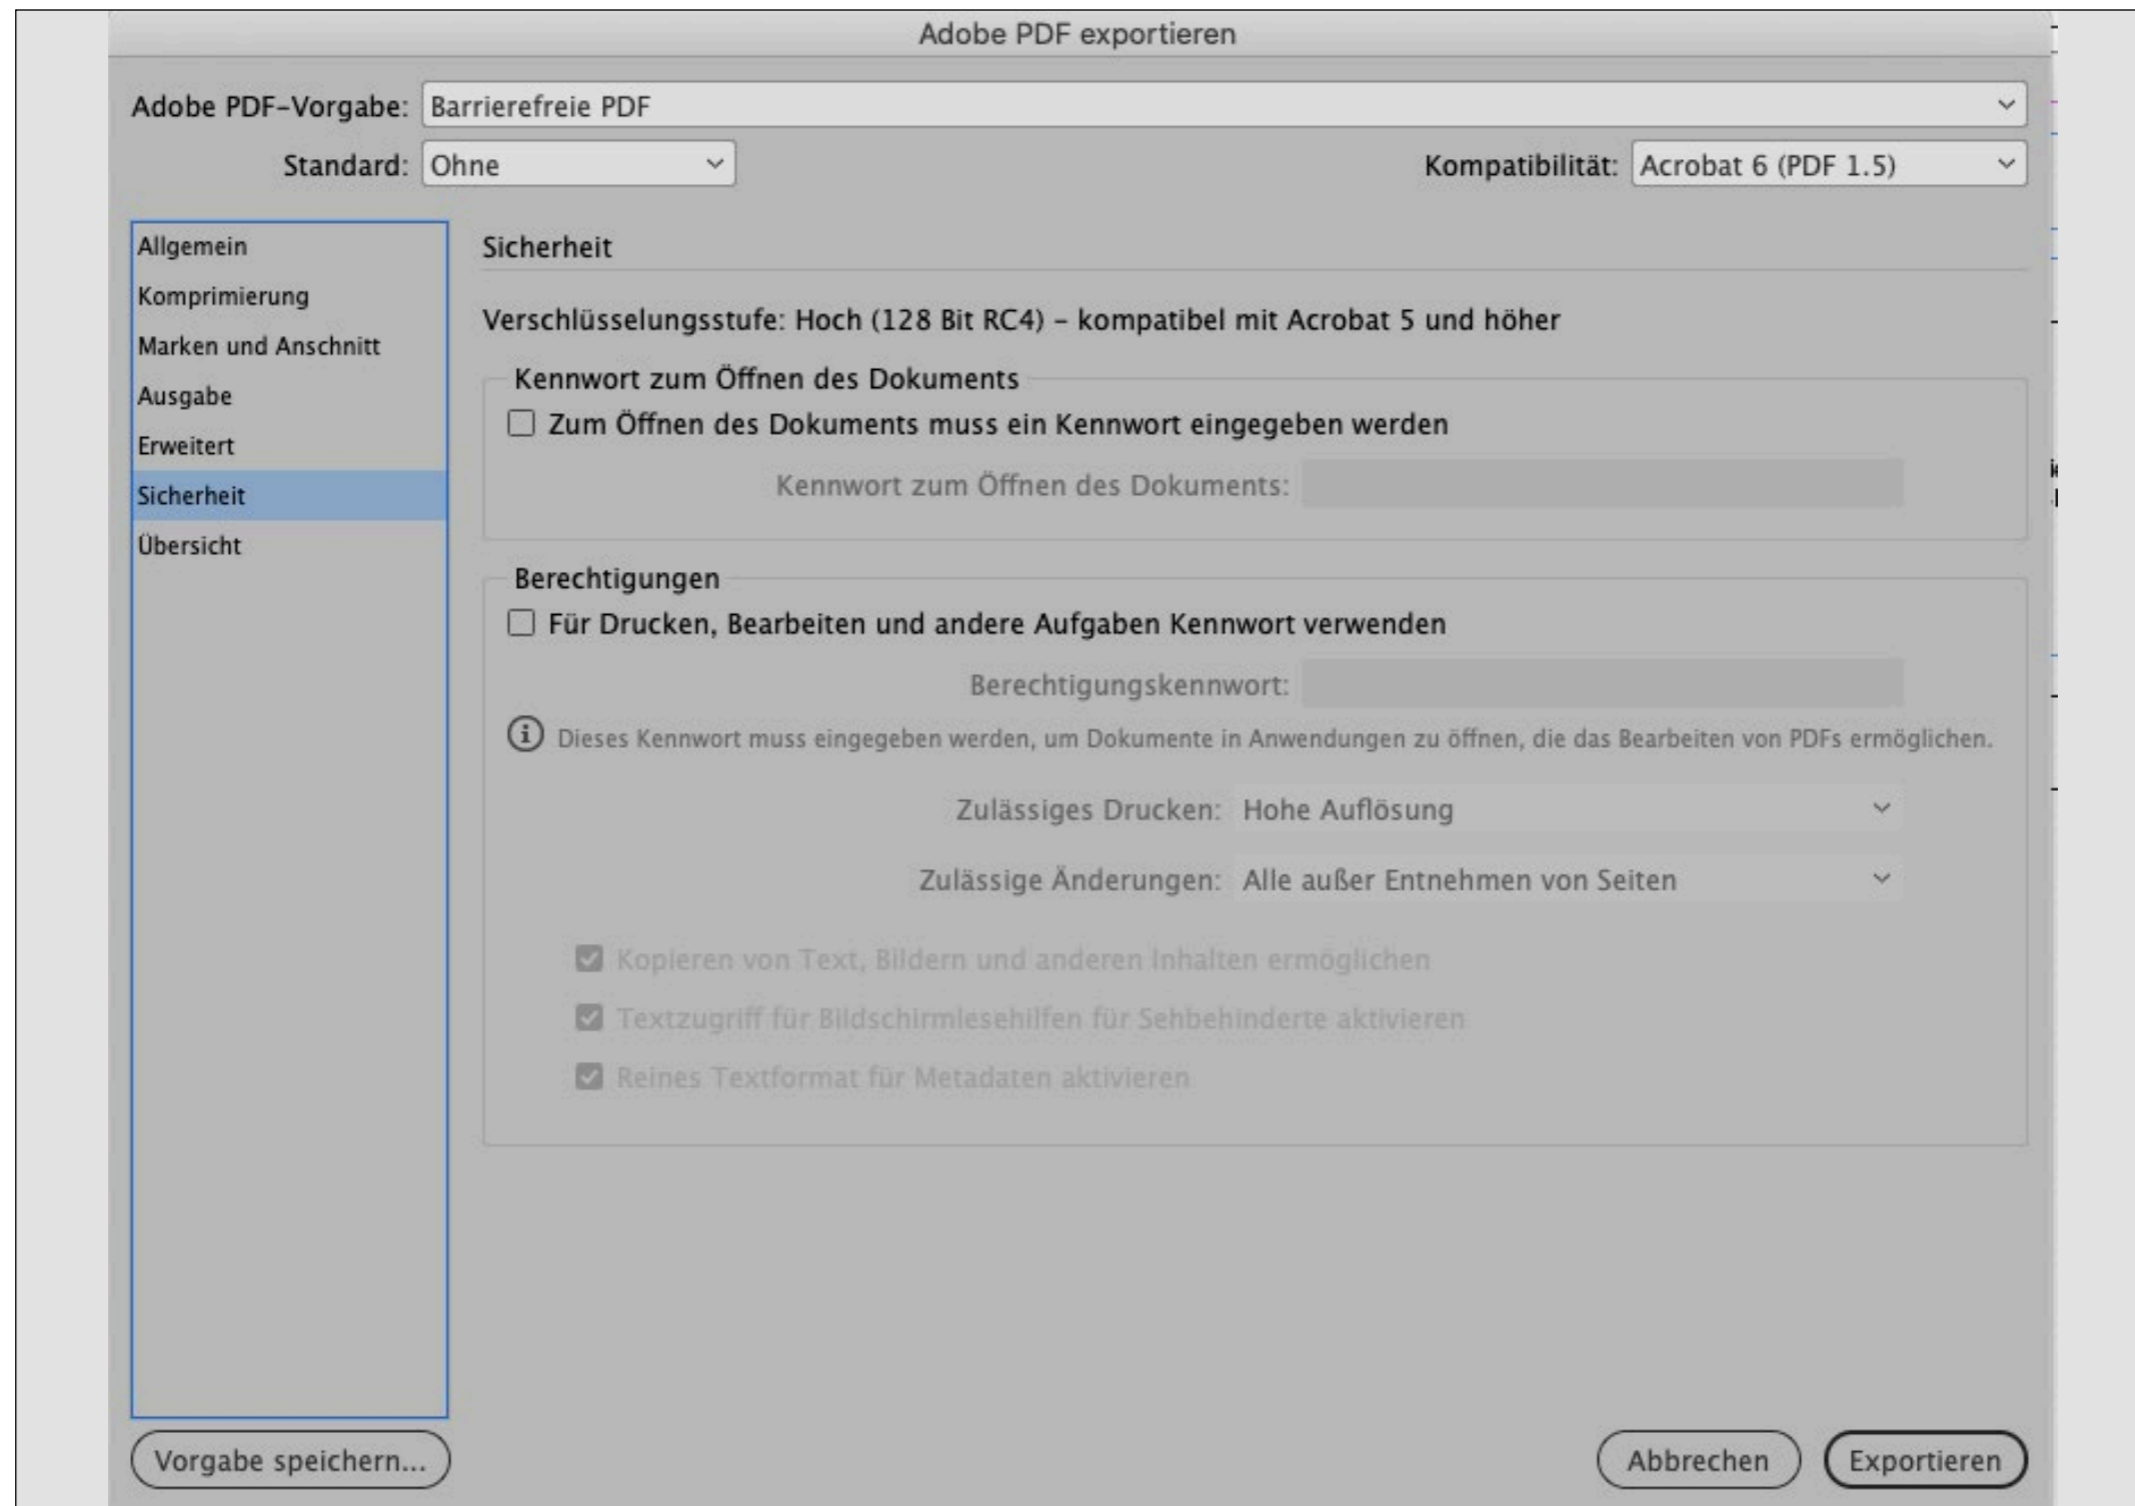 Adobe PDF exportieren
Adobe PDF-Vorgabe: Barrierefreie PDF
Standard: Ohne
Kompatibilität: Acrobat 6 (PDF 1.5)
Allgemein
Komprimierung
Marken und Anschnitt
Ausgabe
Erweitert
Sicherheit
Übersicht
Sicherheit
Verschlüsselungsstufe: Hoch (128 Bit RC4) – kompatibel mit Acrobat 5 und höher
Kennwort zum Öffnen des Dokuments
Zum Öffnen des Dokuments muss ein Kennwort eingegeben werden
Kennwort zum Öffnen des Dokuments:
Berechtigungen
Für Drucken, Bearbeiten und andere Aufgaben Kennwort verwenden
Berechtigungskennwort:
Dieses Kennwort muss eingegeben werden, um Dokumente in Anwendungen zu öffnen, die das Bearbeiten von PDFs ermöglichen.
Zulässiges Drucken: Hohe Auflösung
Zulässige Änderungen: Alle außer Entnehmen von Seiten
Kopieren von Text, Bildern und anderen Inhalten ermöglichen
Textzugriff für Bildschirmlesehilfen für Sehbehinderte aktivieren
Reines Textformat für Metadaten aktivieren
Vorgabe speichern...
Abbrechen
Exportieren